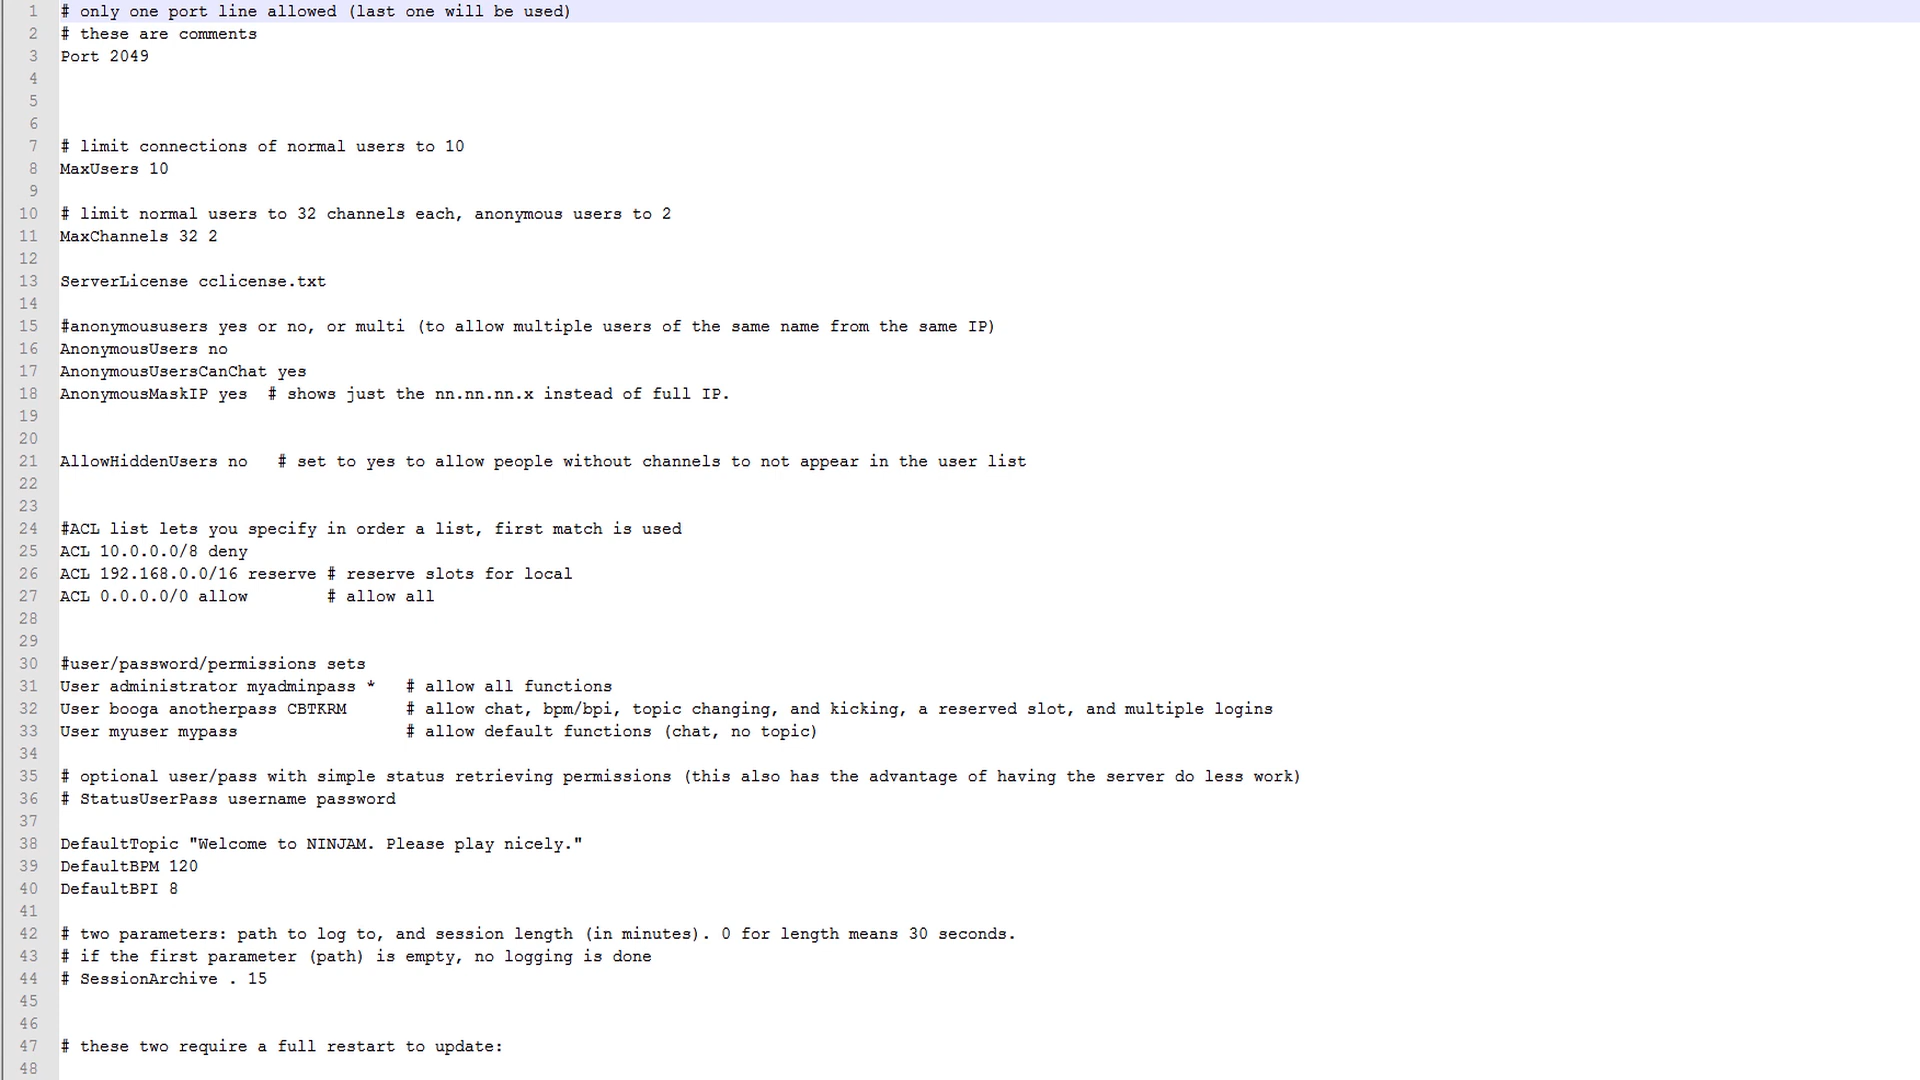 1 # only one port line allowed (last one will be used)
2 # these are comments
3 Port 2049
4
5
6
7 # limit connections of normal users to 10
8 MaxUsers 10
9
10 # limit normal users to 32 channels each, anonymous users to 2
11 MaxChannels 32 2
12
13 ServerLicense cclicense.txt
14
15 #anonymoususers yes or no, or multi (to allow multiple users of the same name from the same IP)
16 AnonymousUsers no
17 AnonymousUsersCanChat yes
18 AnonymousMaskIP yes  # shows just the nn.nn.nn.x instead of full IP.
19
20
21 AllowHiddenUsers no   # set to yes to allow people without channels to not appear in the user list
22
23
24 #ACL list lets you specify in order a list, first match is used
25 ACL 10.0.0.0/8 deny
26 ACL 192.168.0.0/16 reserve # reserve slots for local
27 ACL 0.0.0.0/0 allow        # allow all
28
29
30 #user/password/permissions sets
31 User administrator myadminpass *   # allow all functions
32 User booga anotherpass CBTKRM      # allow chat, bpm/bpi, topic changing, and kicking, a reserved slot, and multiple logins
33 User myuser mypass                 # allow default functions (chat, no topic)
34
35 # optional user/pass with simple status retrieving permissions (this also has the advantage of having the server do less work)
36 # StatusUserPass username password
37
38 DefaultTopic "Welcome to NINJAM. Please play nicely."
39 DefaultBPM 120
40 DefaultBPI 8
41
42 # two parameters: path to log to, and session length (in minutes). 0 for length means 30 seconds.
43 # if the first parameter (path) is empty, no logging is done
44 # SessionArchive . 15
45
46
47 # these two require a full restart to update:
48